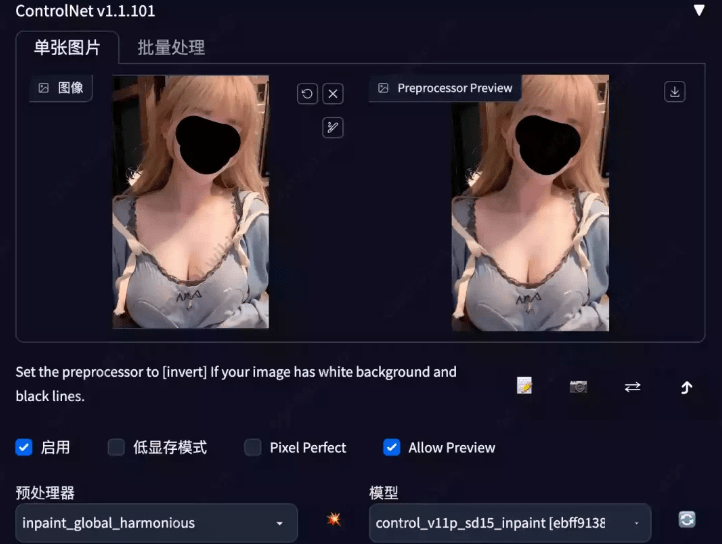 ControlNet v1.1.101
单张图片
批量处理
图像
Preprocessor Preview
Set the preprocessor to [invert] If your image has white background and
black lines.
启用
低显存模式
Pixel Perfect
Allow Preview
预处理器
模型
inpaint_global_harmonious
control_v11p_sd15_inpaint [ebff9138